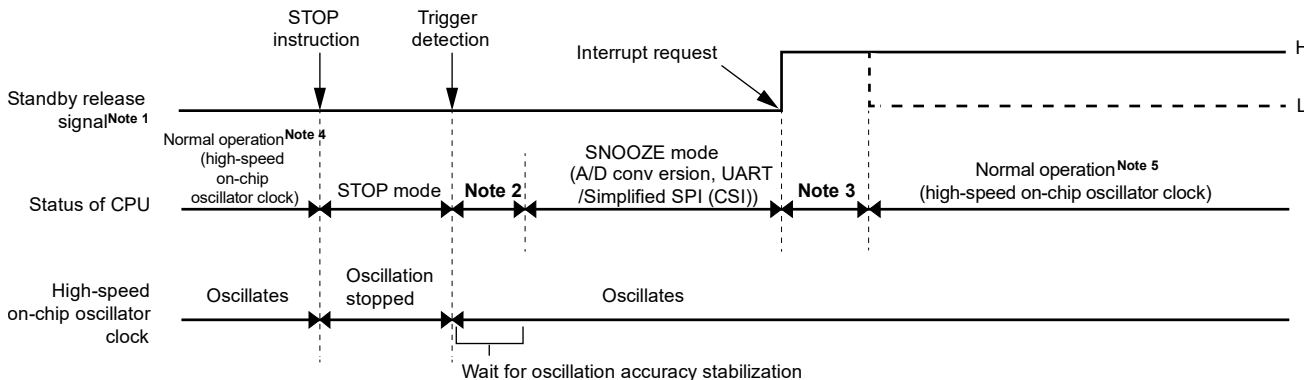 STOP
instruction
Trigger
detection
Interrupt request
H
Standby release
signalNote 1
L
Normal operationNote 4
(high-speed
on-chip
oscillator clock)
STOP mode
Note 2
SNOOZE mode
(A/D conv ersion, UART
/Simplified SPI (CSI))
Note 3
Normal operationNote 5
(high-speed on-chip oscillator clock)
Status of CPU
High-speed
on-chip oscillator
clock
Oscillates
Oscillation
stopped
Oscillates
Wait for oscillation accuracy stabilization